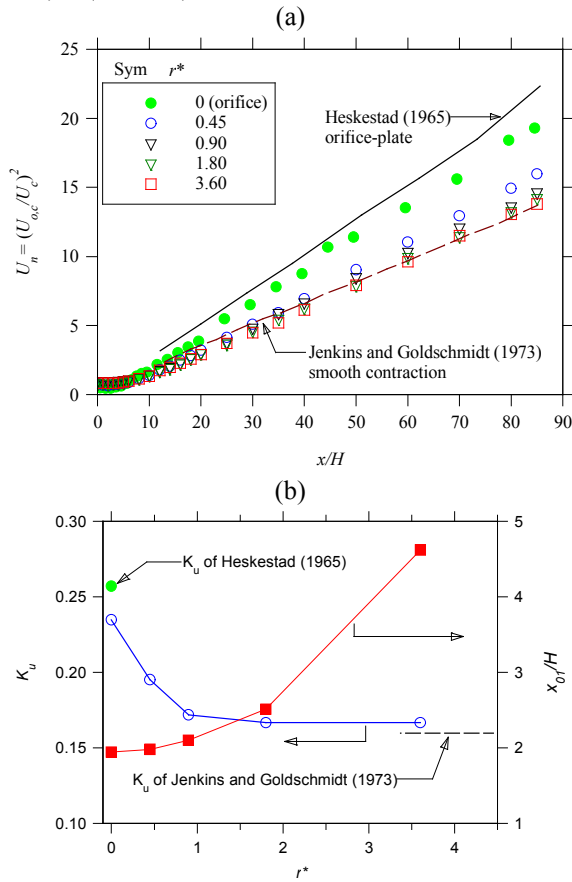 (a)
25
20
15
10
5
0
U_n = (U_{o,c}/U_c)^2
Sym r*
0 (orifice)
0.45
0.90
1.80
3.60
Heskestad (1965)
orifice-plate
Jenkins and Goldschmidt (1973)
smooth contraction
0 10 20 30 40 50 60 70 80 90
x/H
(b)
0.30
0.25
0.20
0.15
0.10
K_u
5
4
3
2
1
x_{01}/H
K_u of Heskestad (1965)
K_u of Jenkins and Goldschmidt (1973)
0 1 2 3 4
r*